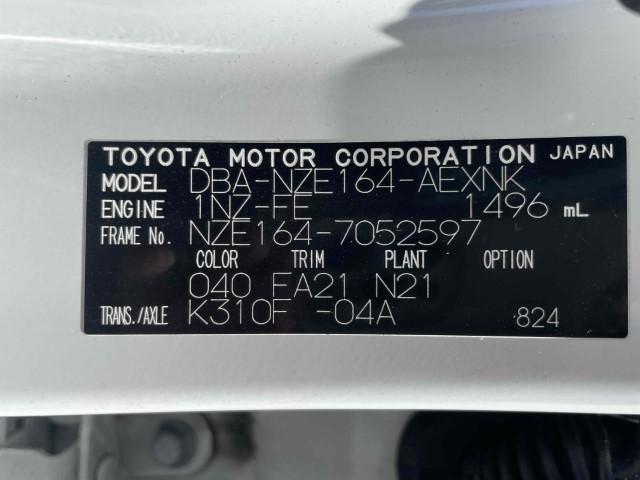 TOYOTA MOTOR CORPORATION JAPAN
MODEL DBA-NZE164-AEXNK
ENGINE 1NZ-FE 1496 mL
FRAME No. NZE164-7052597
COLOR TRIM PLANT OPTION
040 FA21 N21
TRANS./AXLE K310F -04A 824